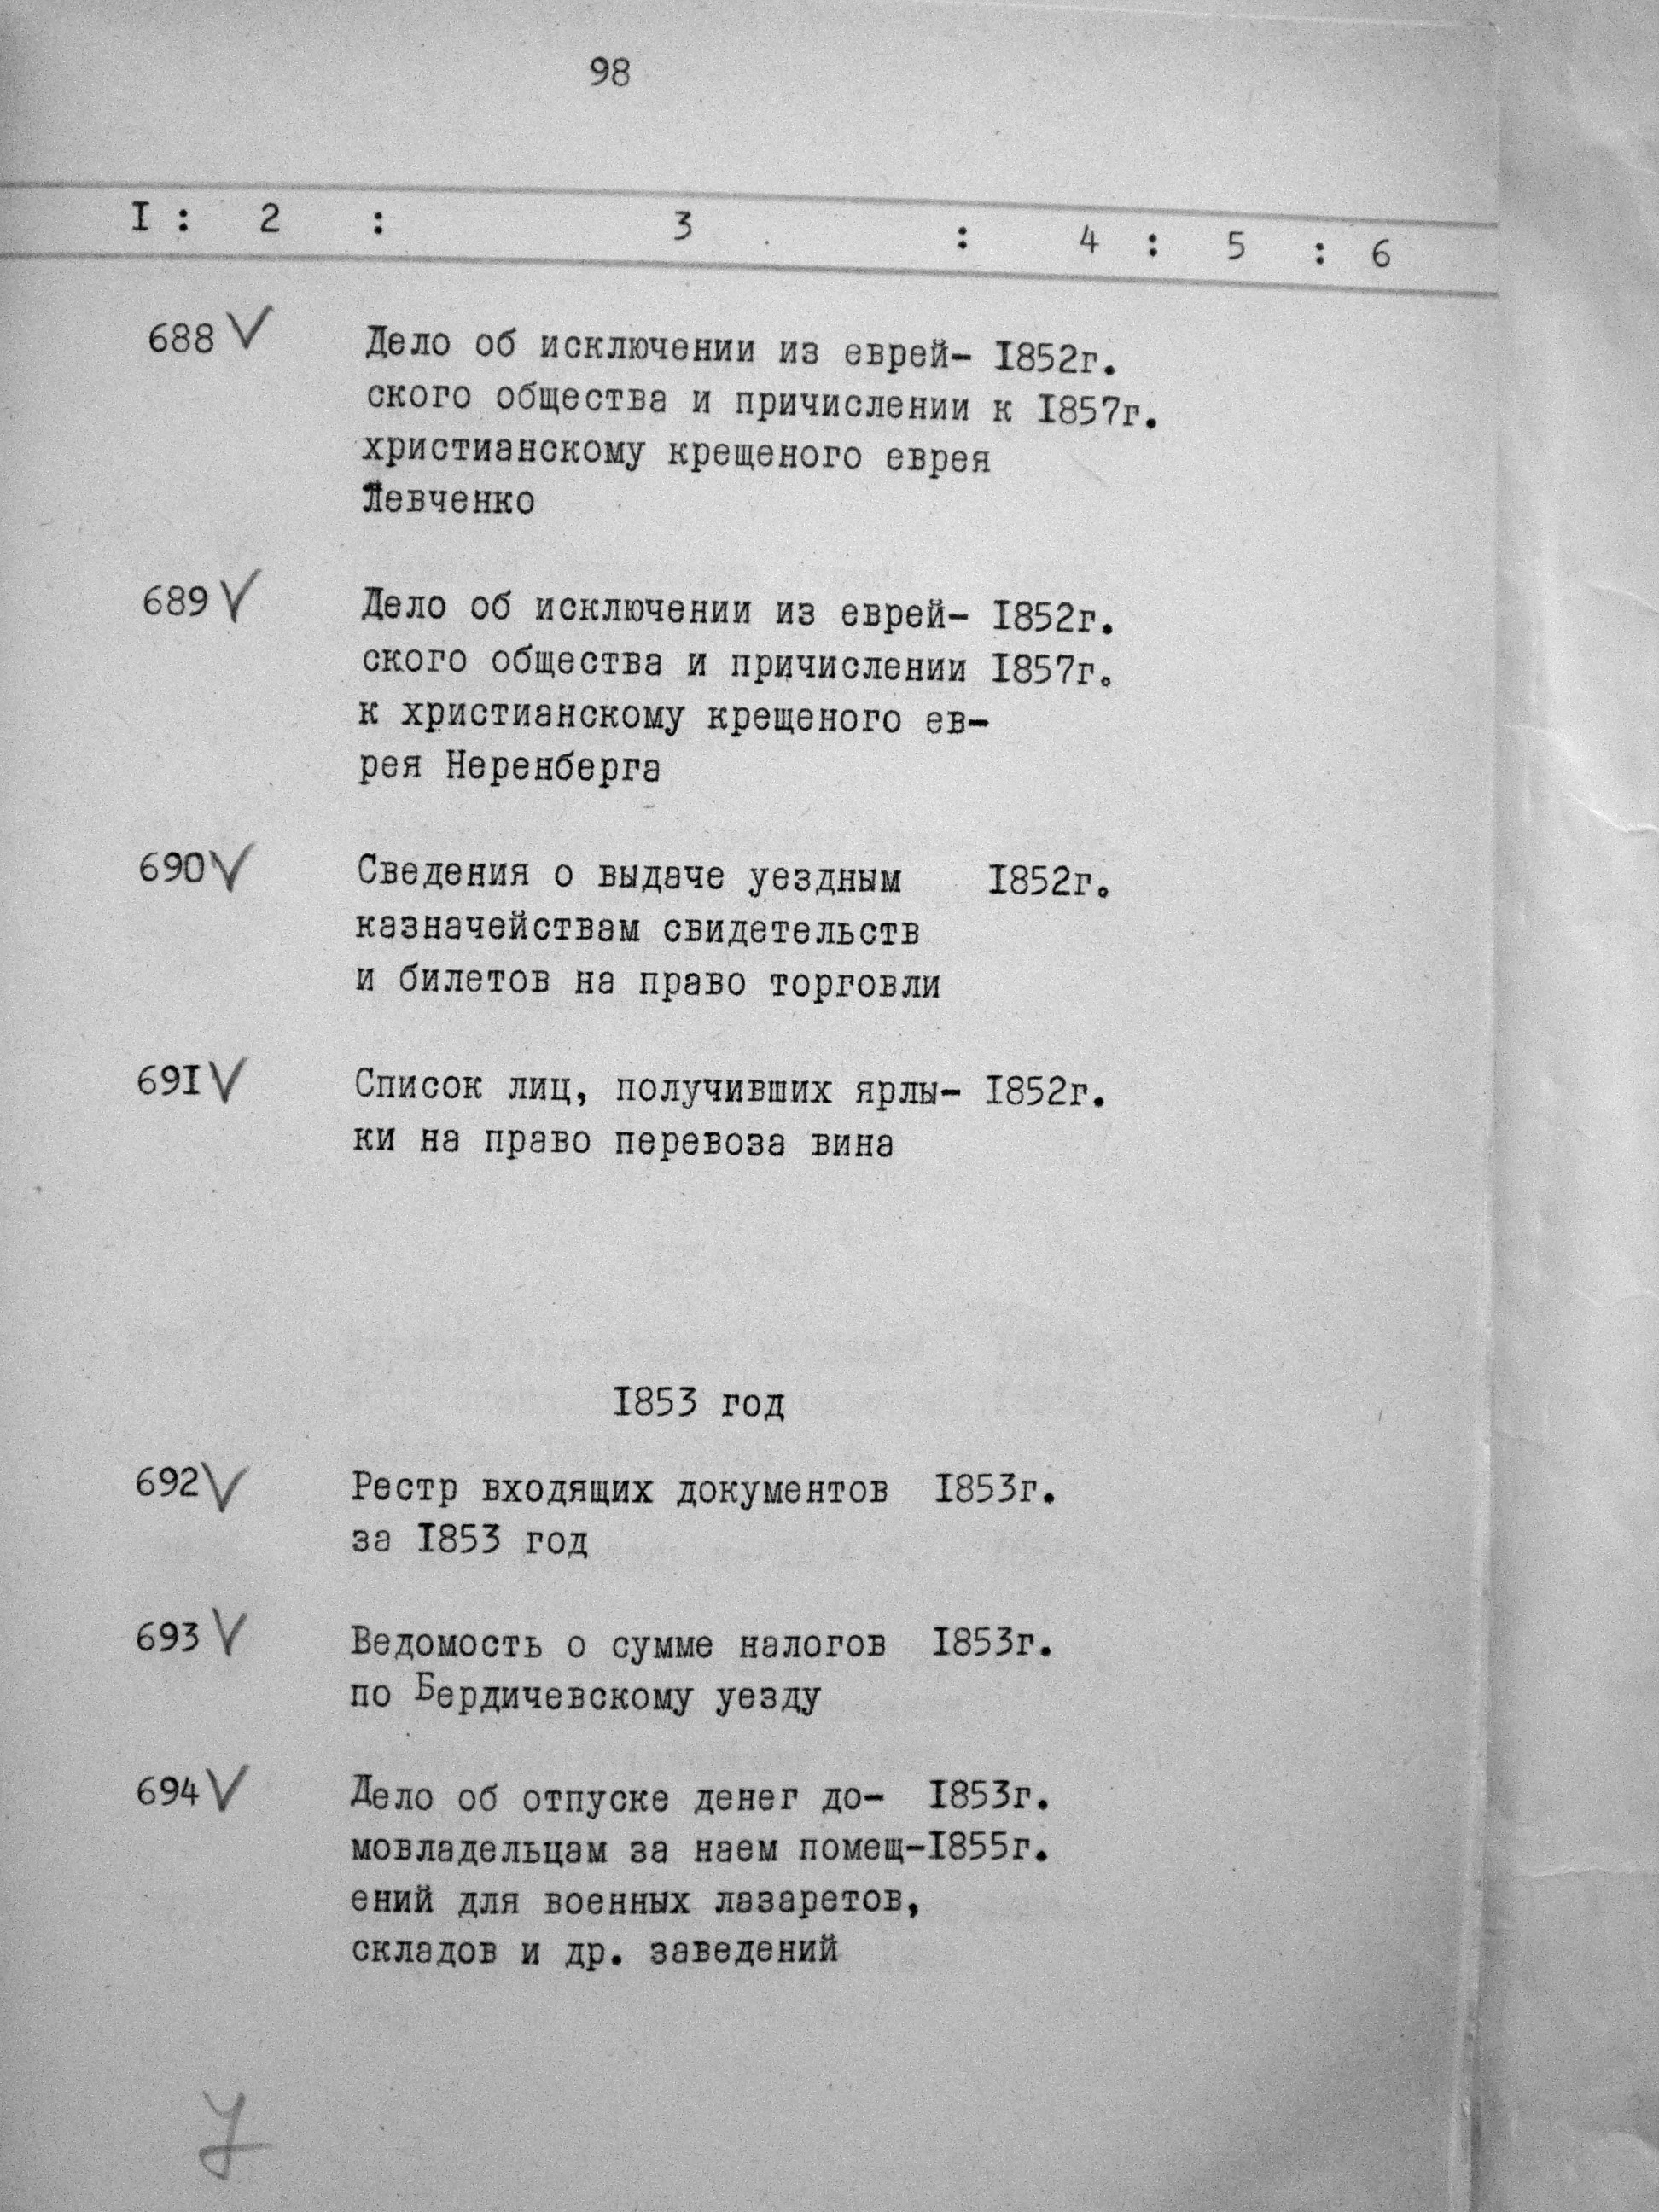 98
I : 2 : 3 : 4 : 5 : 6
688 V Дело об исключении из еврей- I852г.
ского общества и причислении к I857г.
христианскому крещеного еврея
Левченко
689 V Дело об исключении из еврей- I852г.
ского общества и причислении I857г.
к христианскому крещеного ев-
рея Неренберга
690 V Сведения о выдаче уездным I852г.
казначействам свидетельств
и билетов на право торговли
69I V Список лиц, получивших ярлы- I852г.
ки на право перевоза вина
I853 год
692 V Рестр входящих документов I853г.
за I853 год
693 V Ведомость о сумме налогов I853г.
по Бердичевскому уезду
694 V Дело об отпуске денег до- I853г.
мовладельцам за наем помещ-I855г.
ений для военных лазаретов,
складов и др. заведений
7